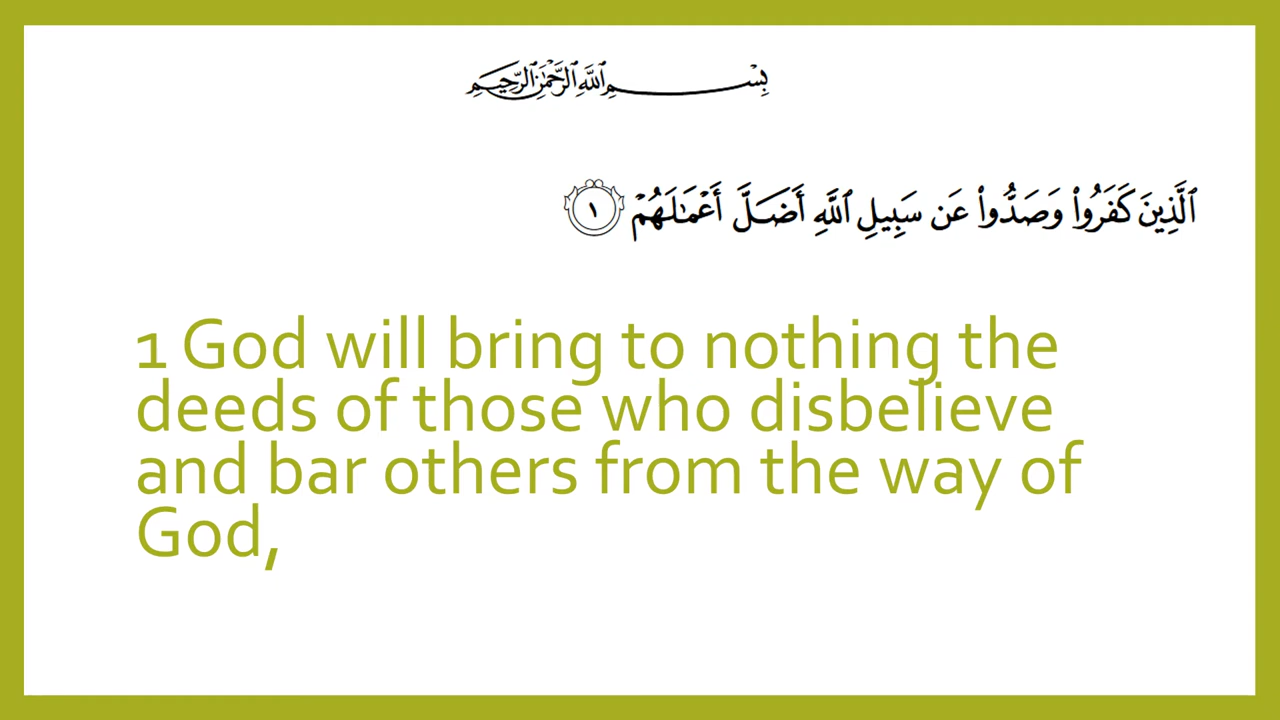 بِسْمِ ٱللَّهِ ٱلرَّحْمَٰنِ ٱلرَّحِيمِ
ٱلَّذِينَ كَفَرُوا۟ وَصَدُّوا۟ عَن سَبِيلِ ٱللَّهِ أَضَلَّ أَعْمَٰلَهُمْ ١
1 God will bring to nothing the
deeds of those who disbelieve
and bar others from the way of
God,